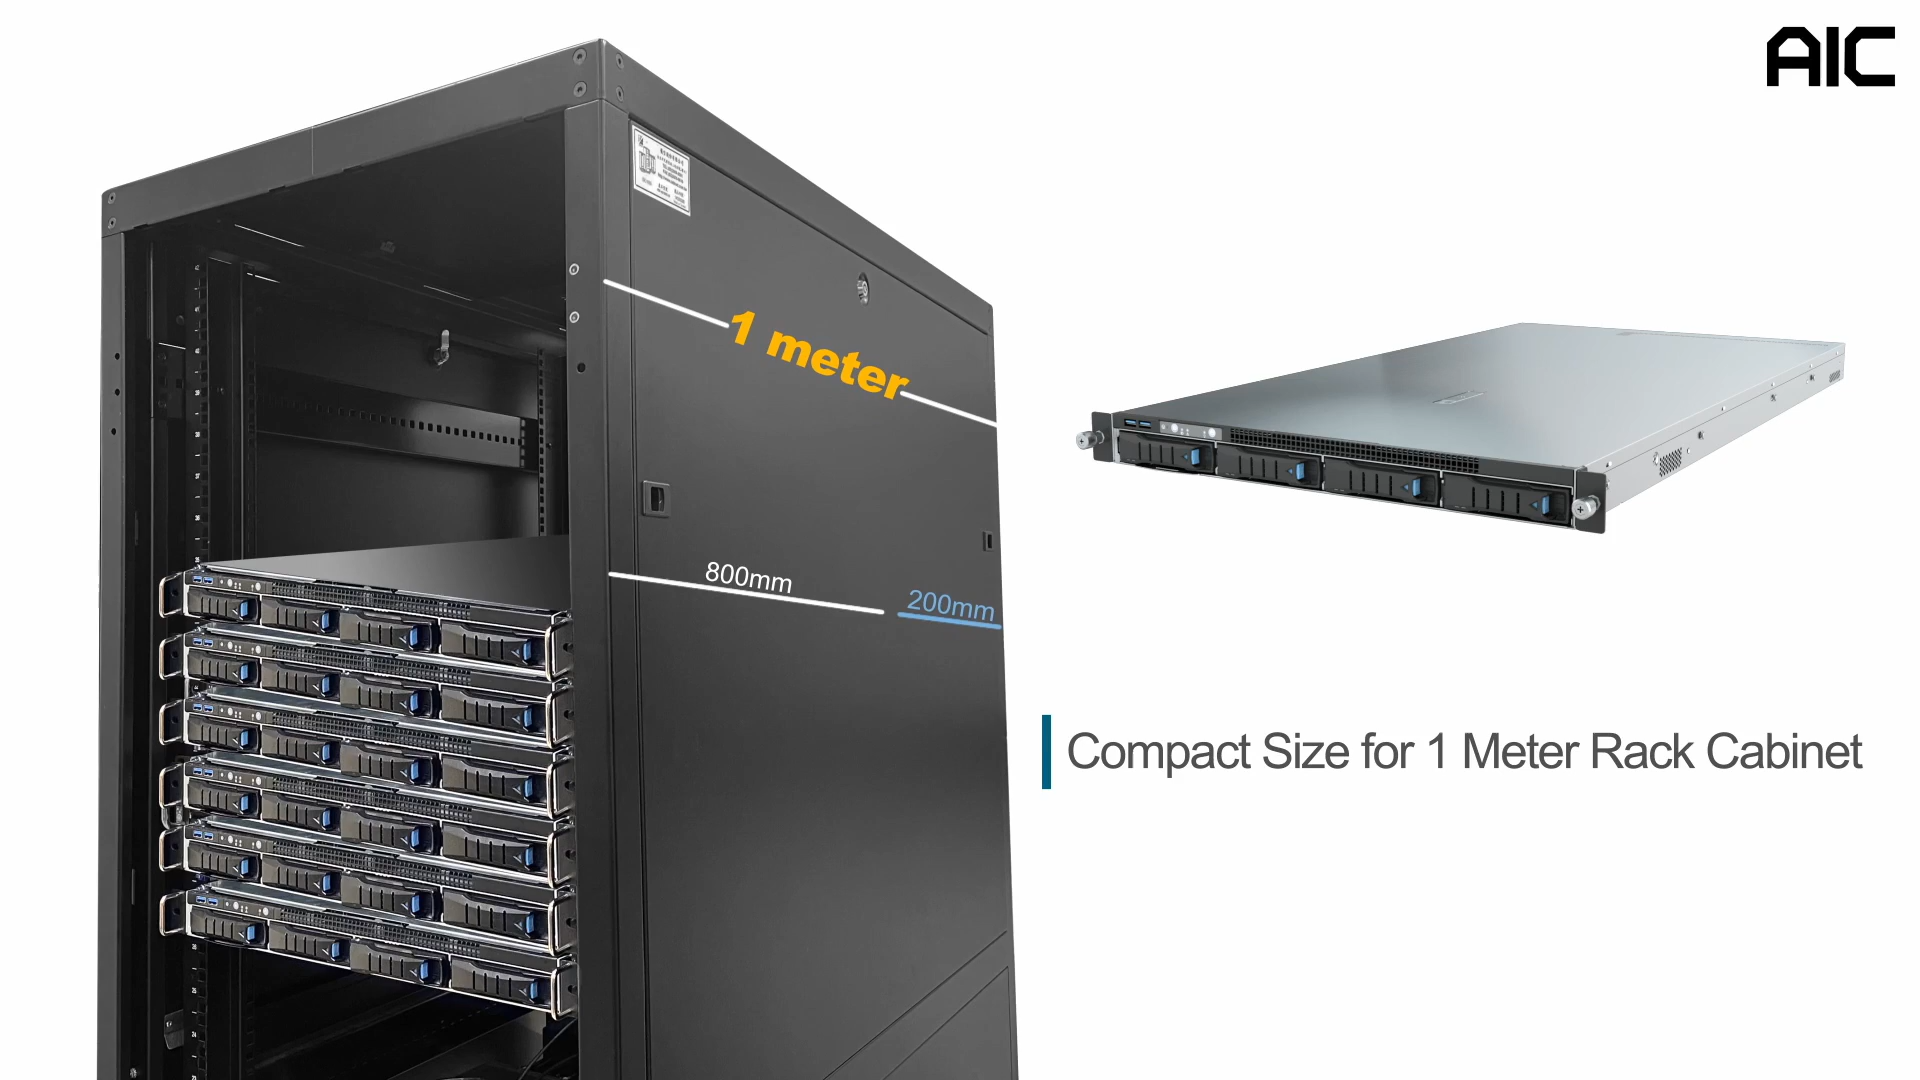 AIC
1 meter
800mm
200mm
Compact Size for 1 Meter Rack Cabinet